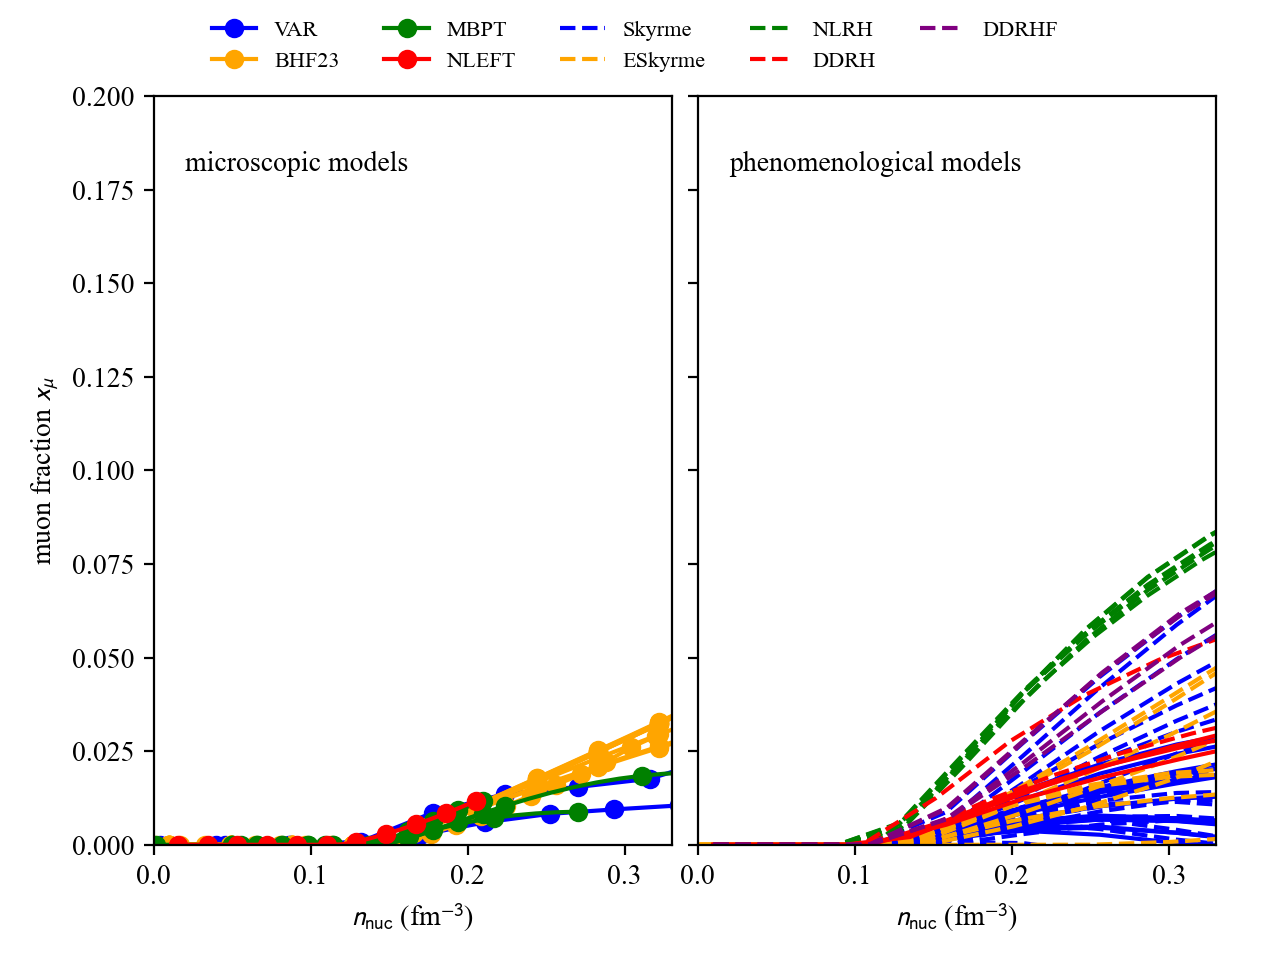 VAR MBPT Skyrme NLRH DDRHF
BHF23 NLEFT ESkyrme DDRH
microscopic models
phenomenological models
0.200
0.175
0.150
0.125
0.100
0.075
0.050
0.025
0.000
muon fraction xμ
0.0 0.1 0.2 0.3
0.0 0.1 0.2 0.3
nnuc (fm−3)
nnuc (fm−3)